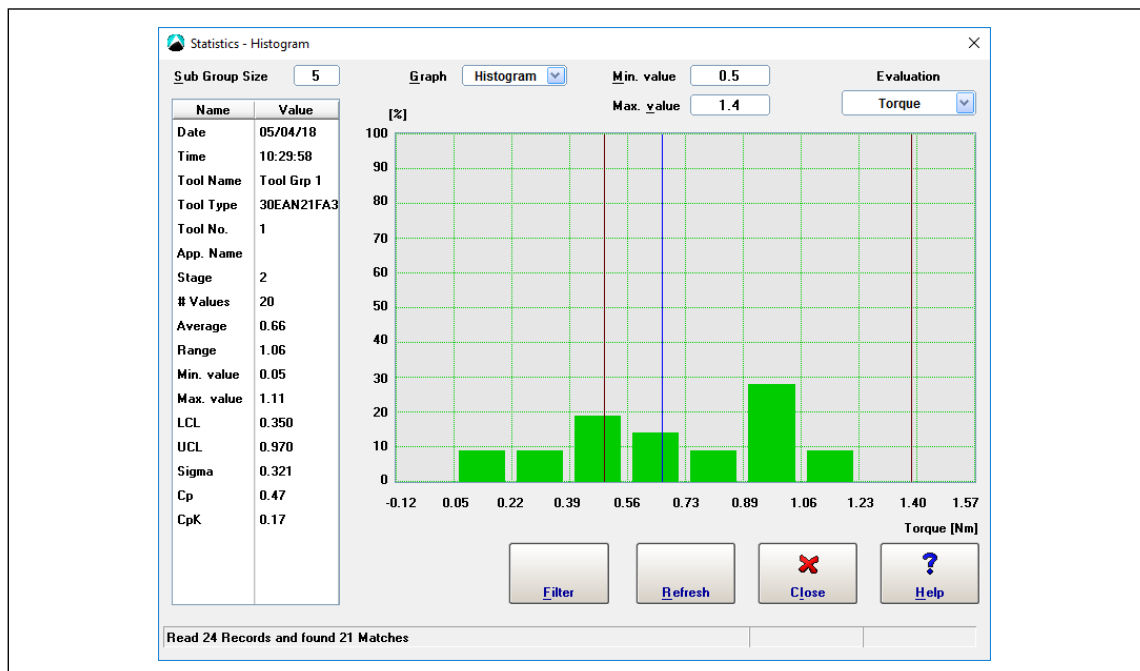 Statistics - Histogram
Sub Group Size 5 Graph Histogram Min. value 0.5 Evaluation
Max. value 1.4 Torque
Name Value
Date 05/04/18
Time 10:29:58
Tool Name Tool Grp 1
Tool Type 30EAN21FA3
Tool No. 1
App. Name
Stage 2
# Values 20
Average 0.66
Range 1.06
Min. value 0.05
Max. value 1.11
LCL 0.350
UCL 0.970
Sigma 0.321
Cp 0.47
CpK 0.17
[%]
100
90
80
70
60
50
40
30
20
10
0
-0.12 0.05 0.22 0.39 0.56 0.73 0.89 1.06 1.23 1.40 1.57
Torque [Nm]
Filter Refresh Close Help
Read 24 Records and found 21 Matches